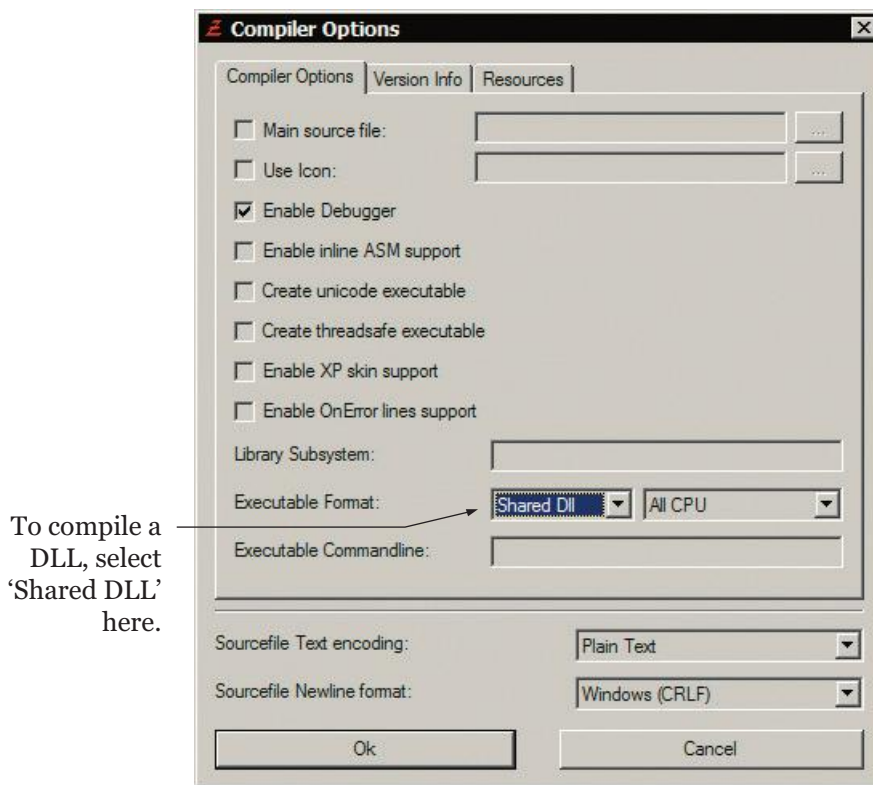 Compiler Options
Compiler Options
Version Info
Resources
Main source file:
...
Use Icon:
...
Enable Debugger
Enable inline ASM support
Create unicode executable
Create threadsafe executable
Enable XP skin support
Enable OnError lines support
Library Subsystem:
Executable Format:
Shared Dll
All CPU
Executable Commandline:
To compile a
DLL, select
‘Shared DLL’
here.
Sourcefile Text encoding:
Plain Text
Sourcefile Newline format:
Windows (CRLF)
Ok
Cancel